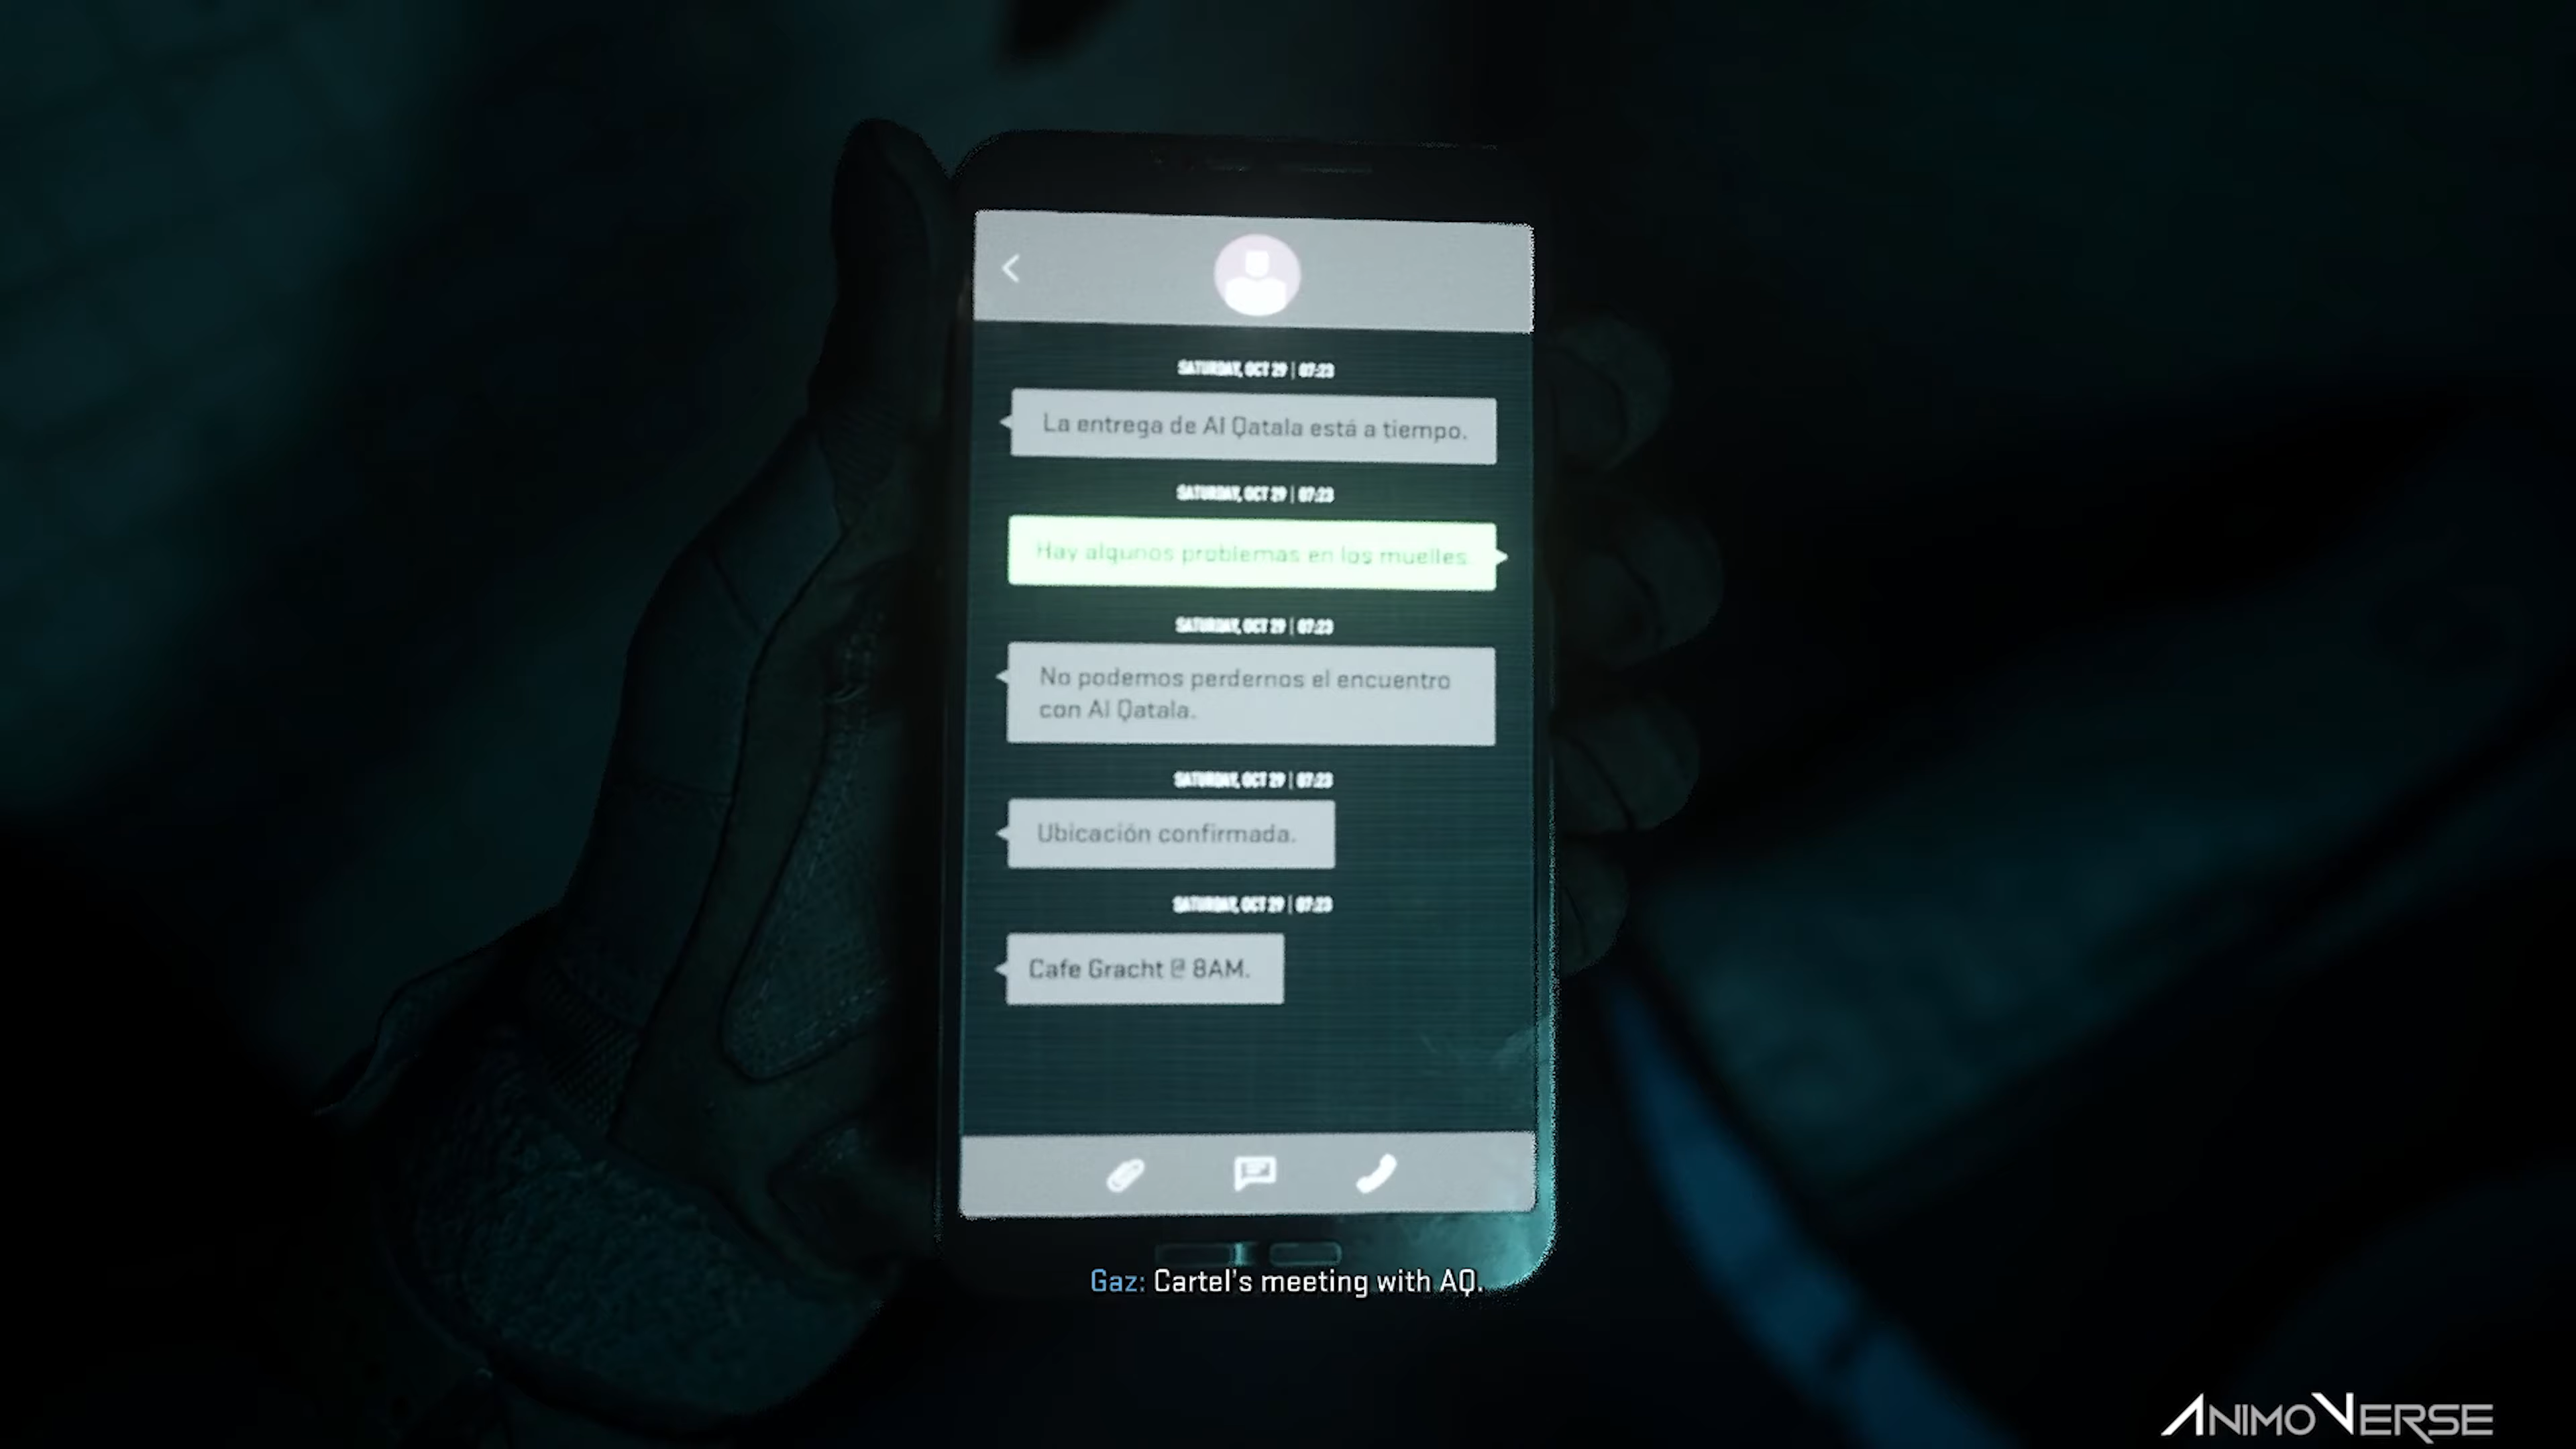 SATURDAY, OCT 29 | 07:23
La entrega de Al Qatala está a tiempo.
SATURDAY, OCT 29 | 07:23
Hay algunos problemas en los muelles.
SATURDAY, OCT 29 | 07:23
No podemos perdernos el encuentro
con Al Qatala.
SATURDAY, OCT 29 | 07:23
Ubicación confirmada.
SATURDAY, OCT 29 | 07:23
Cafe Gracht @ 8AM.
Gaz: Cartel's meeting with AQ.
ANIMOVERSE